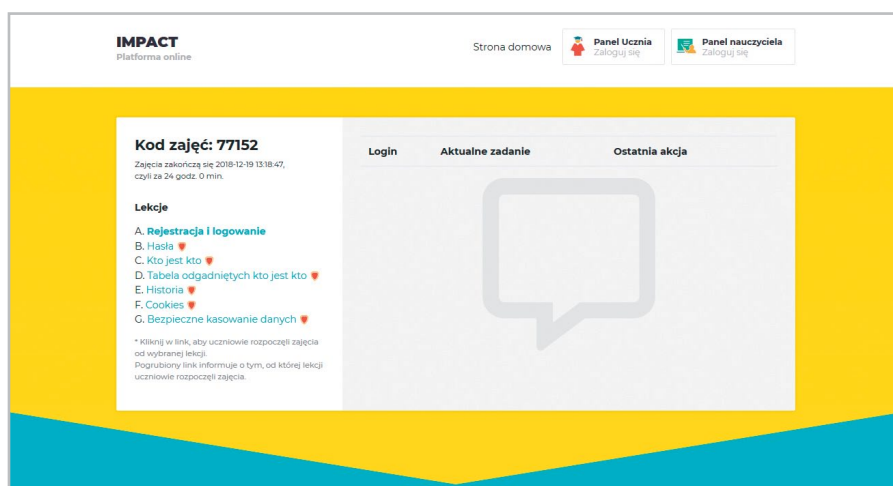 IMPACT
Platforma online
Strona domowa
Panel Ucznia
Zaloguj się
Panel nauczyciela
Zaloguj się
Kod zajęć: 77152
Zajęcia zakończą się 2018-12-19 13:18:47,
czyli za 24 godz. 0 min.
Lekcje
A. Rejestracja i logowanie
B. Hasła
C. Kto jest kto
D. Tabela odgadniętych kto jest kto
E. Historia
F. Cookies
G. Bezpieczne kasowanie danych
* Kliknij w link, aby uczniowie rozpoczęli zajęcia
od wybranej lekcji.
Pogrubiony link informuje o tym, od której lekcji
uczniowie rozpoczęli zajęcia.
Login Aktualne zadanie Ostatnia akcja